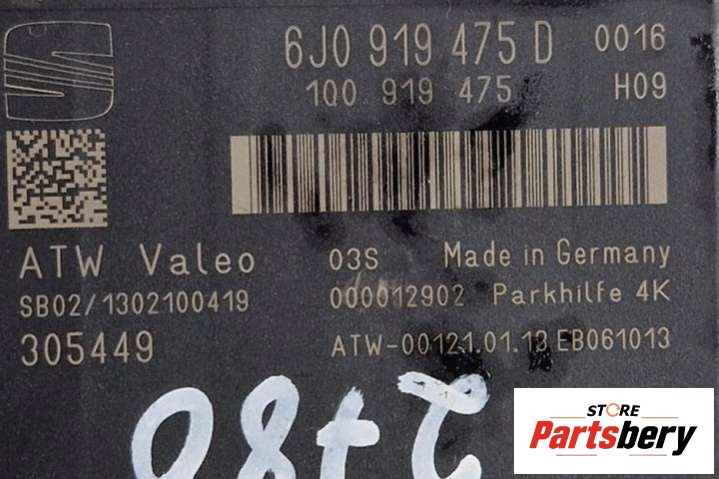 6J0 919 475 D 0016
1Q0 919 475 H09
ATW Valeo 03S Made in Germany
SB02/1302100419 000012902 Parkhilfe 4K
305449 ATW-00121.01.13 EB061013
STORE
Partsbery